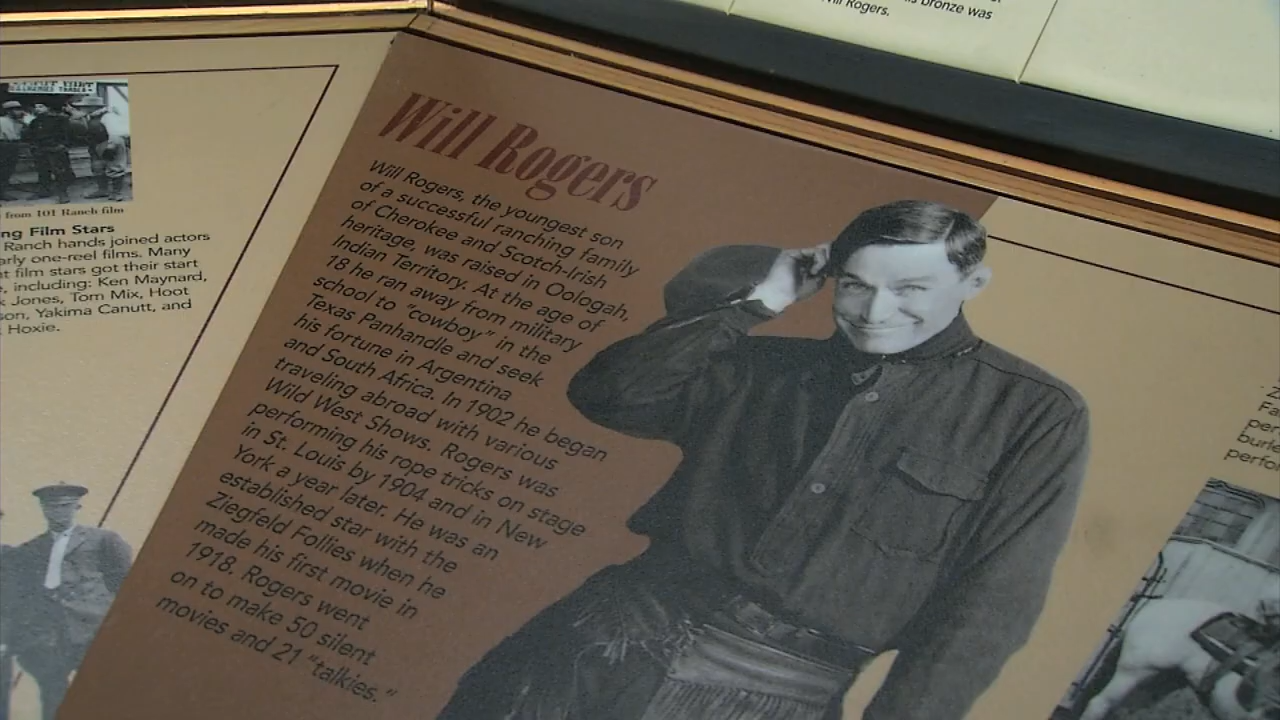 Will Rogers.
bronze was
from 101 Ranch film
Film Stars
Ranch hands joined actors
one-reel films. Many
film stars got their start
including: Ken Maynard,
Jones, Tom Mix, Hoot
Yakima Canutt, and
Hoxie.
Will Rogers
Will Rogers, the youngest son
of a successful ranching family
of Cherokee and Scotch-Irish
heritage, was raised in Oologah,
Indian Territory. At the age of
18 he ran away from military
school to "cowboy" in the
Texas Panhandle and seek
his fortune in Argentina
and South Africa. In 1902 he began
traveling abroad with various
Wild West Shows. Rogers was
performing his rope tricks on stage
in St. Louis by 1904 and in New
York a year later. He was an
established star with the
Ziegfeld Follies when he
made his first movie in
1918. Rogers went
on to make 50 silent
movies and 21 "talkies."